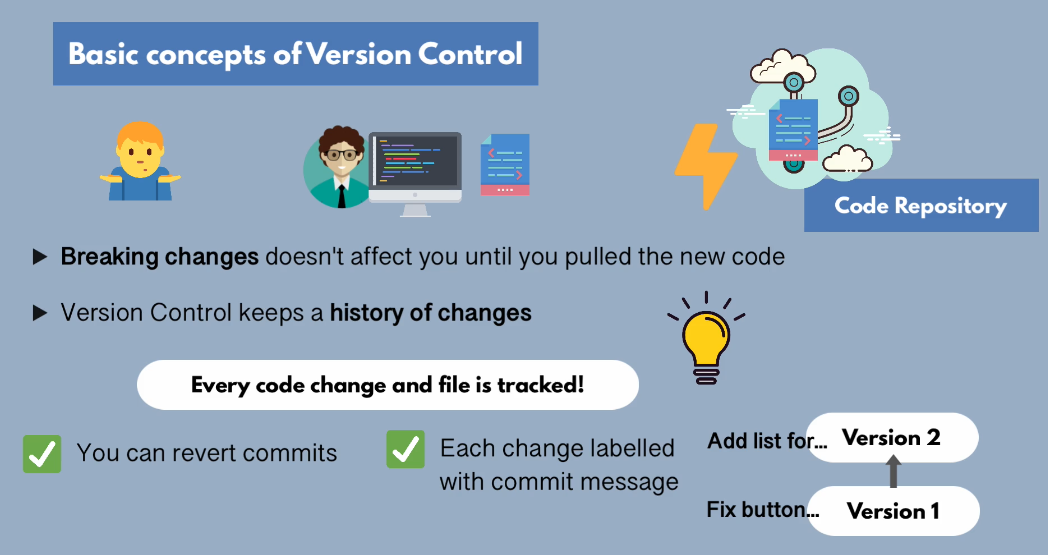 Basic concepts of Version Control
Code Repository
Breaking changes doesn't affect you until you pulled the new code
Version Control keeps a history of changes
Every code change and file is tracked!
You can revert commits
Each change labelled
with commit message
Add list for...
Version 2
Fix button...
Version 1